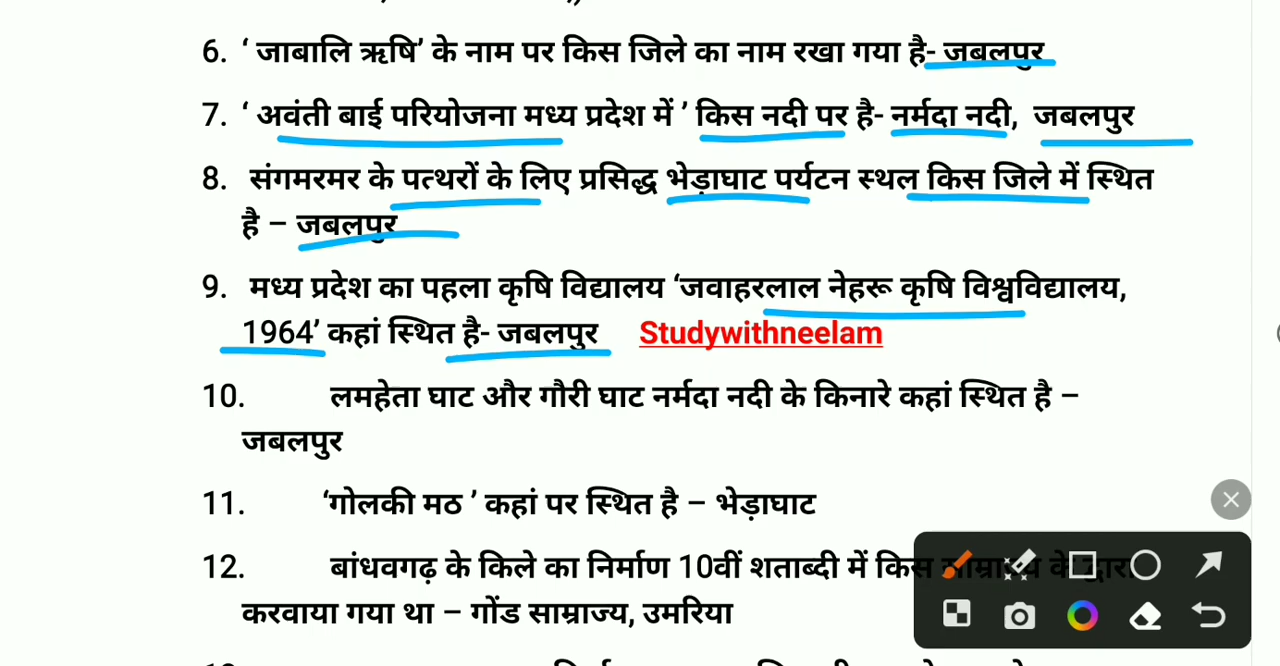 6. ‘ जाबालि ऋषि’ के नाम पर किस जिले का नाम रखा गया है- जबलपुर
7. ‘ अवंती बाई परियोजना मध्य प्रदेश में ’ किस नदी पर है- नर्मदा नदी, जबलपुर
8. संगमरमर के पत्थरों के लिए प्रसिद्ध भेड़ाघाट पर्यटन स्थल किस जिले में स्थित
है – जबलपुर
9. मध्य प्रदेश का पहला कृषि विद्यालय ‘जवाहरलाल नेहरू कृषि विश्वविद्यालय,
1964’ कहां स्थित है- जबलपुर Studywithneelam
10. लमहेता घाट और गौरी घाट नर्मदा नदी के किनारे कहां स्थित है –
जबलपुर
11. ‘गोलकी मठ ’ कहां पर स्थित है – भेड़ाघाट
12. बांधवगढ़ के किले का निर्माण 10वीं शताब्दी में किस साम्राज्य के द्वारा
करवाया गया था – गोंड साम्राज्य, उमरिया